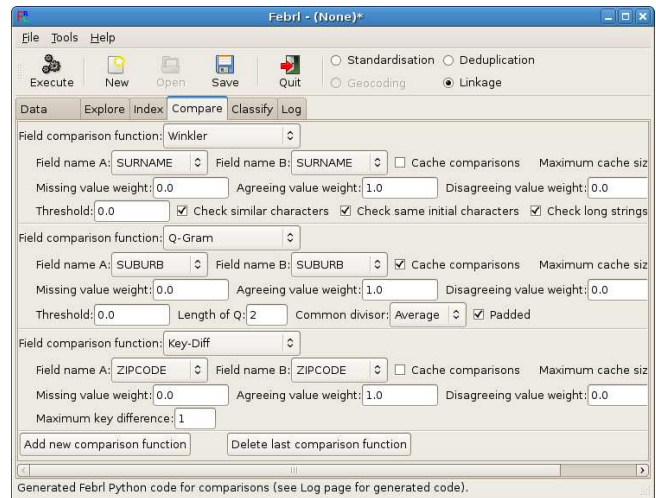 Febrl - (None)*
File Tools Help
Execute New Open Save Quit
Standardisation Deduplication
Geocoding Linkage
Data Explore Index Compare Classify Log
Field comparison function: Winkler
Field name A: SURNAME Field name B: SURNAME Cache comparisons Maximum cache siz
Missing value weight: 0.0 Agreeing value weight: 1.0 Disagreeing value weight: 0.0
Threshold: 0.0 Check similar characters Check same initial characters Check long strings
Field comparison function: Q-Gram
Field name A: SUBURB Field name B: SUBURB Cache comparisons Maximum cache siz
Missing value weight: 0.0 Agreeing value weight: 1.0 Disagreeing value weight: 0.0
Threshold: 0.0 Length of Q: 2 Common divisor: Average Padded
Field comparison function: Key-Diff
Field name A: ZIPCODE Field name B: ZIPCODE Cache comparisons Maximum cache siz
Missing value weight: 0.0 Agreeing value weight: 1.0 Disagreeing value weight: 0.0
Maximum key difference: 1
Add new comparison function Delete last comparison function
Generated Febrl Python code for comparisons (see Log page for generated code).